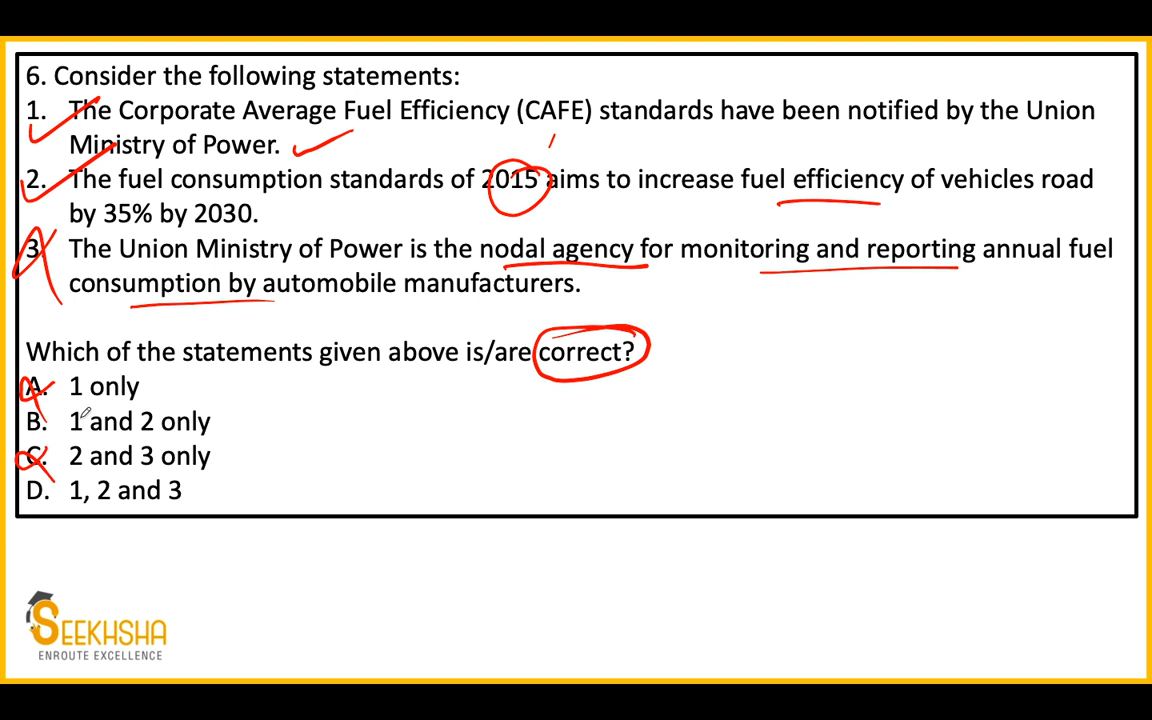 6. Consider the following statements:
1. The Corporate Average Fuel Efficiency (CAFE) standards have been notified by the Union
Ministry of Power.
2. The fuel consumption standards of 2015 aims to increase fuel efficiency of vehicles road
by 35% by 2030.
3. The Union Ministry of Power is the nodal agency for monitoring and reporting annual fuel
consumption by automobile manufacturers.
Which of the statements given above is/are correct?
A. 1 only
B. 1 and 2 only
C. 2 and 3 only
D. 1, 2 and 3
SEEKHSHA
ENROUTE EXCELLENCE